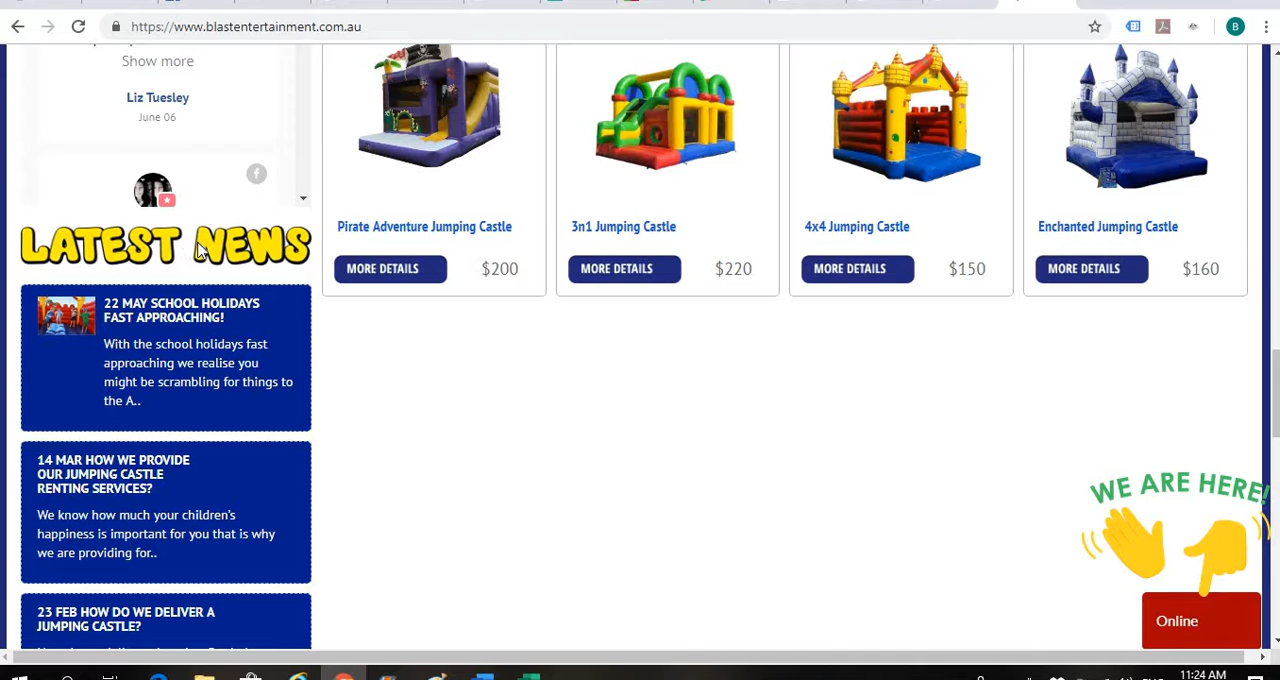 https://www.blastentertainment.com.au
B
Show more
Liz Tuesley
June 06
LATEST NEWS
22 MAY SCHOOL HOLIDAYS
FAST APPROACHING!
With the school holidays fast
approaching we realise you
might be scrambling for things to
the A..
14 MAR HOW WE PROVIDE
OUR JUMPING CASTLE
RENTING SERVICES?
We know how much your children's
happiness is important for you that is why
we are providing for..
23 FEB HOW DO WE DELIVER A
JUMPING CASTLE?
Pirate Adventure Jumping Castle
MORE DETAILS
$200
3n1 Jumping Castle
MORE DETAILS
$220
4x4 Jumping Castle
MORE DETAILS
$150
Enchanted Jumping Castle
MORE DETAILS
$160
WE ARE HERE!
Online
11:24 AM
ENG